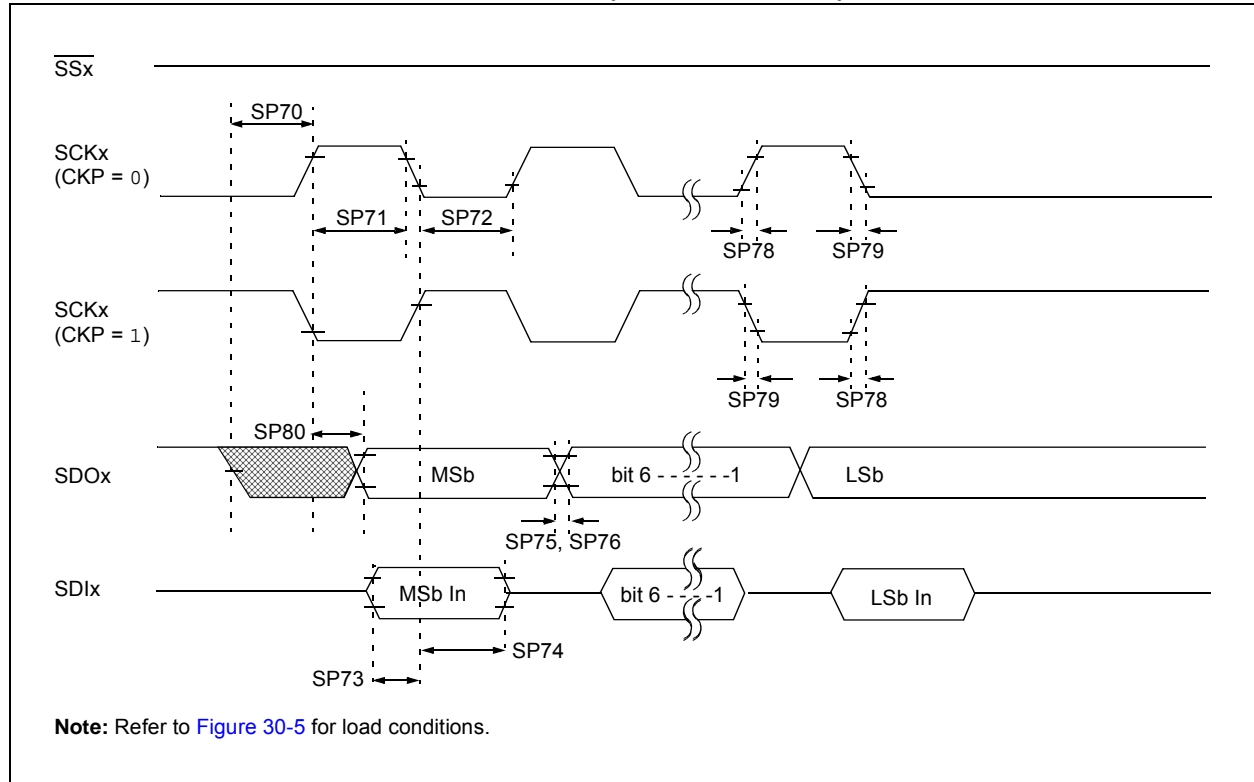 SSx
SP70
SCKx
(CKP = 0)
SP71
SP72
SP78
SP79
SCKx
(CKP = 1)
SP79
SP78
SP80
SDOx
MSb
bit 6 - - - - - -1
LSb
SP75, SP76
SDIx
MSb In
bit 6 - - - - -1
LSb In
SP74
SP73
Note: Refer to Figure 30-5 for load conditions.